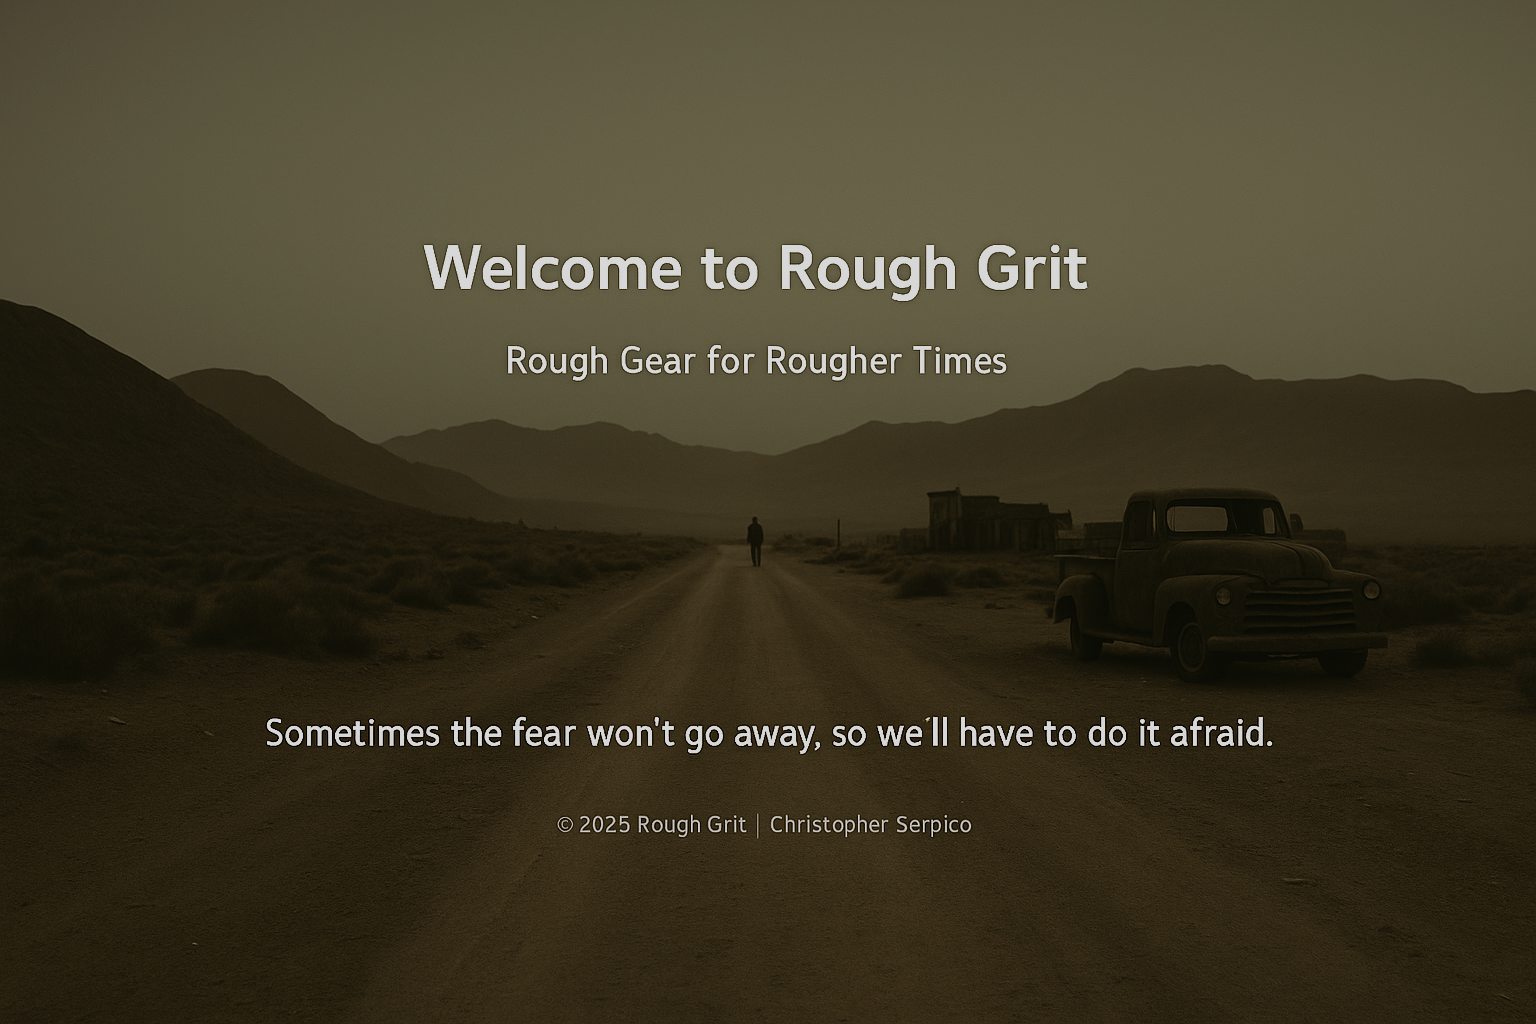 Welcome to Rough Grit
Rough Gear for Rougher Times
Sometimes the fear won't go away, so we´ll have to do it afraid.
© 2025 Rough Grit | Christopher Serpico